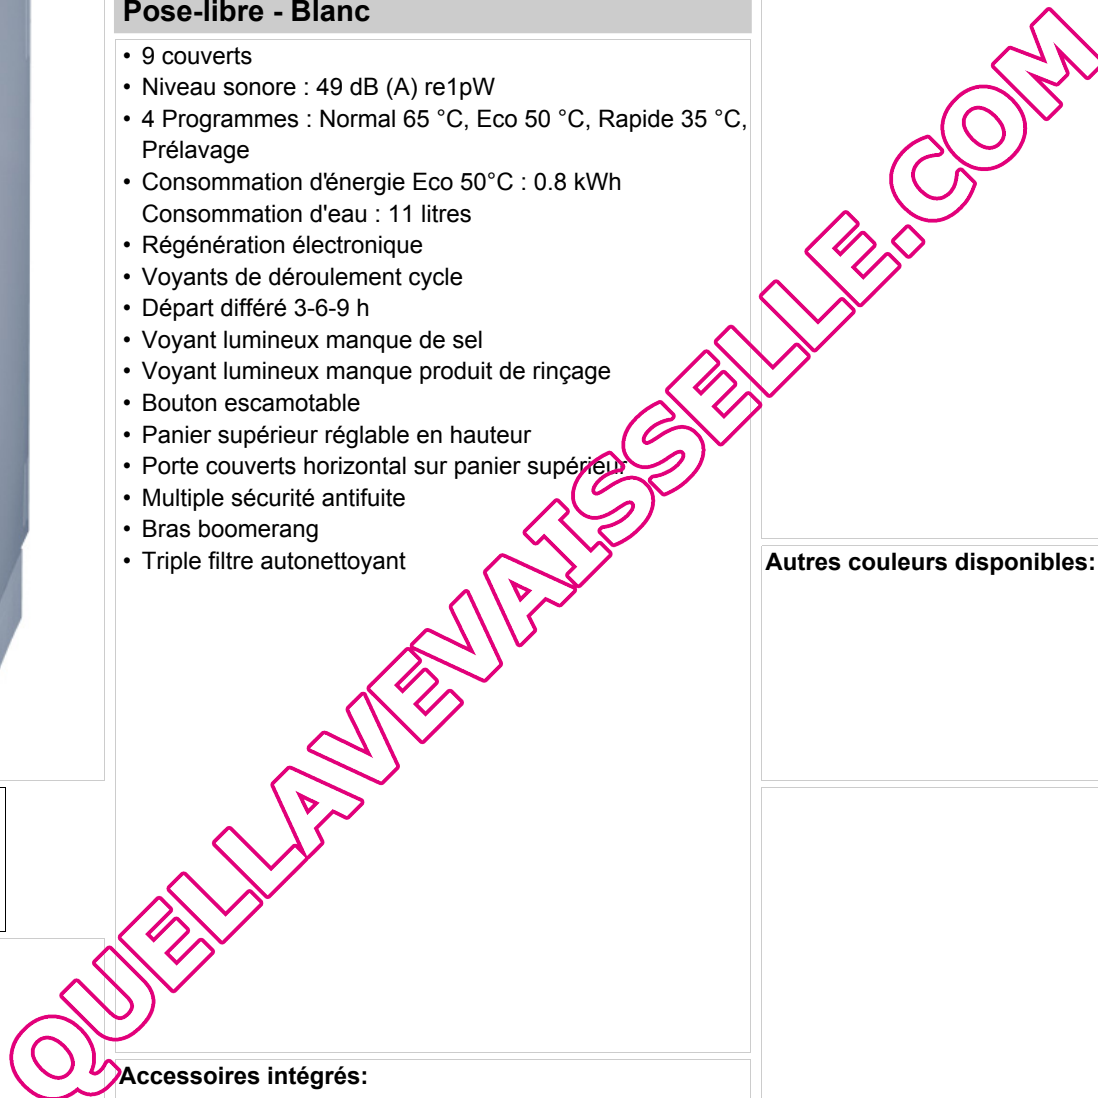 Pose-libre - Blanc
• 9 couverts
• Niveau sonore : 49 dB (A) re1pW
• 4 Programmes : Normal 65 °C, Eco 50 °C, Rapide 35 °C,
Prélavage
• Consommation d'énergie Eco 50°C : 0.8 kWh
Consommation d'eau : 11 litres
• Régénération électronique
• Voyants de déroulement cycle
• Départ différé 3-6-9 h
• Voyant lumineux manque de sel
• Voyant lumineux manque produit de rinçage
• Bouton escamotable
• Panier supérieur réglable en hauteur
• Porte couverts horizontal sur panier supérieur
• Multiple sécurité antifuite
• Bras boomerang
• Triple filtre autonettoyant
Accessoires intégrés:
Autres couleurs disponibles:
QUELLAVEVAISSELLE.COM